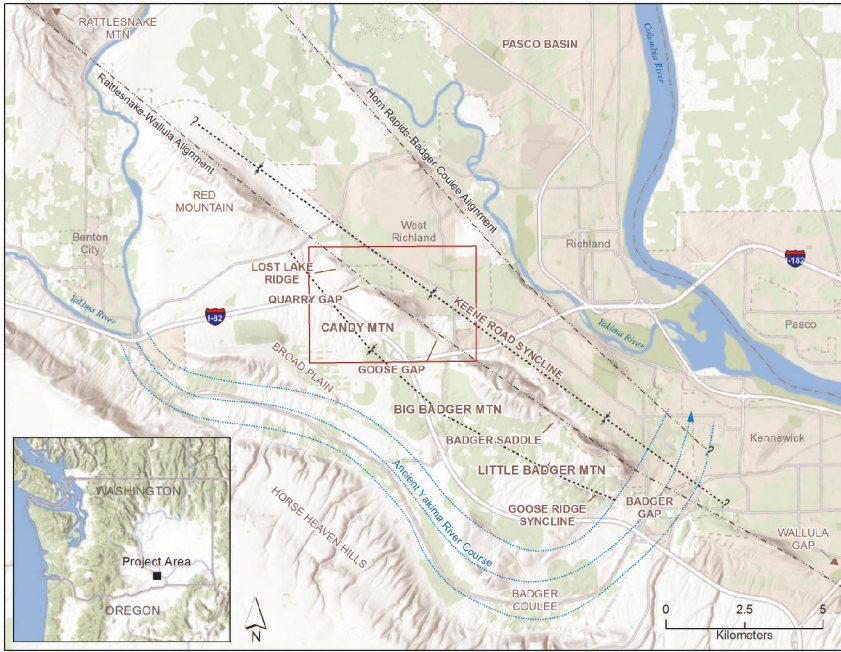 RATTLESNAKE
MTN
PASCO BASIN
Columbia River
Rattlesnake-Wallula Alignment
Horn Rapids-Badger Coulee Alignment
?
RED
MOUNTAIN
West
Richland
Richland
Benton
City
I-182
LOST LAKE
RIDGE
QUARRY GAP
Yakima River
I-82
KEENE ROAD SYNCLINE
CANDY MTN
Yakima River
Pasco
BROAD PLAIN
GOOSE GAP
BIG BADGER MTN
BADGER SADDLE
Kennewick
?
Ancient Yakima River Course
LITTLE BADGER MTN
HORSE HEAVEN HILLS
GOOSE RIDGE
SYNCLINE
BADGER
GAP
?
WALLULA
GAP
BADGER
COULEE
WASHINGTON
Project Area
OREGON
N
0 2.5 5
Kilometers